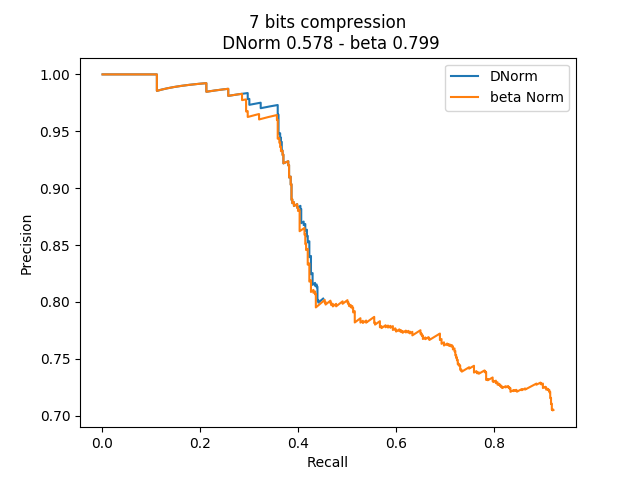 7 bits compression
DNorm 0.578 - beta 0.799
DNorm
beta Norm
Precision
1.00
0.95
0.90
0.85
0.80
0.75
0.70
0.0 0.2 0.4 0.6 0.8
Recall